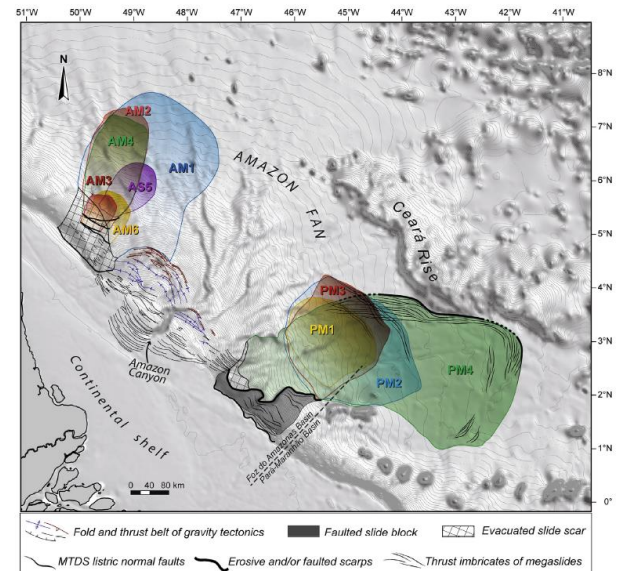 51°W 50°W 49°W 48°W 47°W 46°W 45°W 44°W 43°W 42°W 41°W
N
8°N
7°N
6°N
5°N
4°N
3°N
2°N
1°N
0°
AM2
AM4
AM1
AM3
AS5
AM6
AMAZON FAN
Ceará Rise
PM3
PM1
PM2
PM4
Amazon
Canyon
Continental shelf
Foz do Amazonas Basin
Pará-Maranhão Basin
0 40 80 km
Fold and thrust belt of gravity tectonics
Faulted slide block
Evacuated slide scar
MTDS listric normal faults
Erosive and/or faulted scarps
Thrust imbricates of megaslides